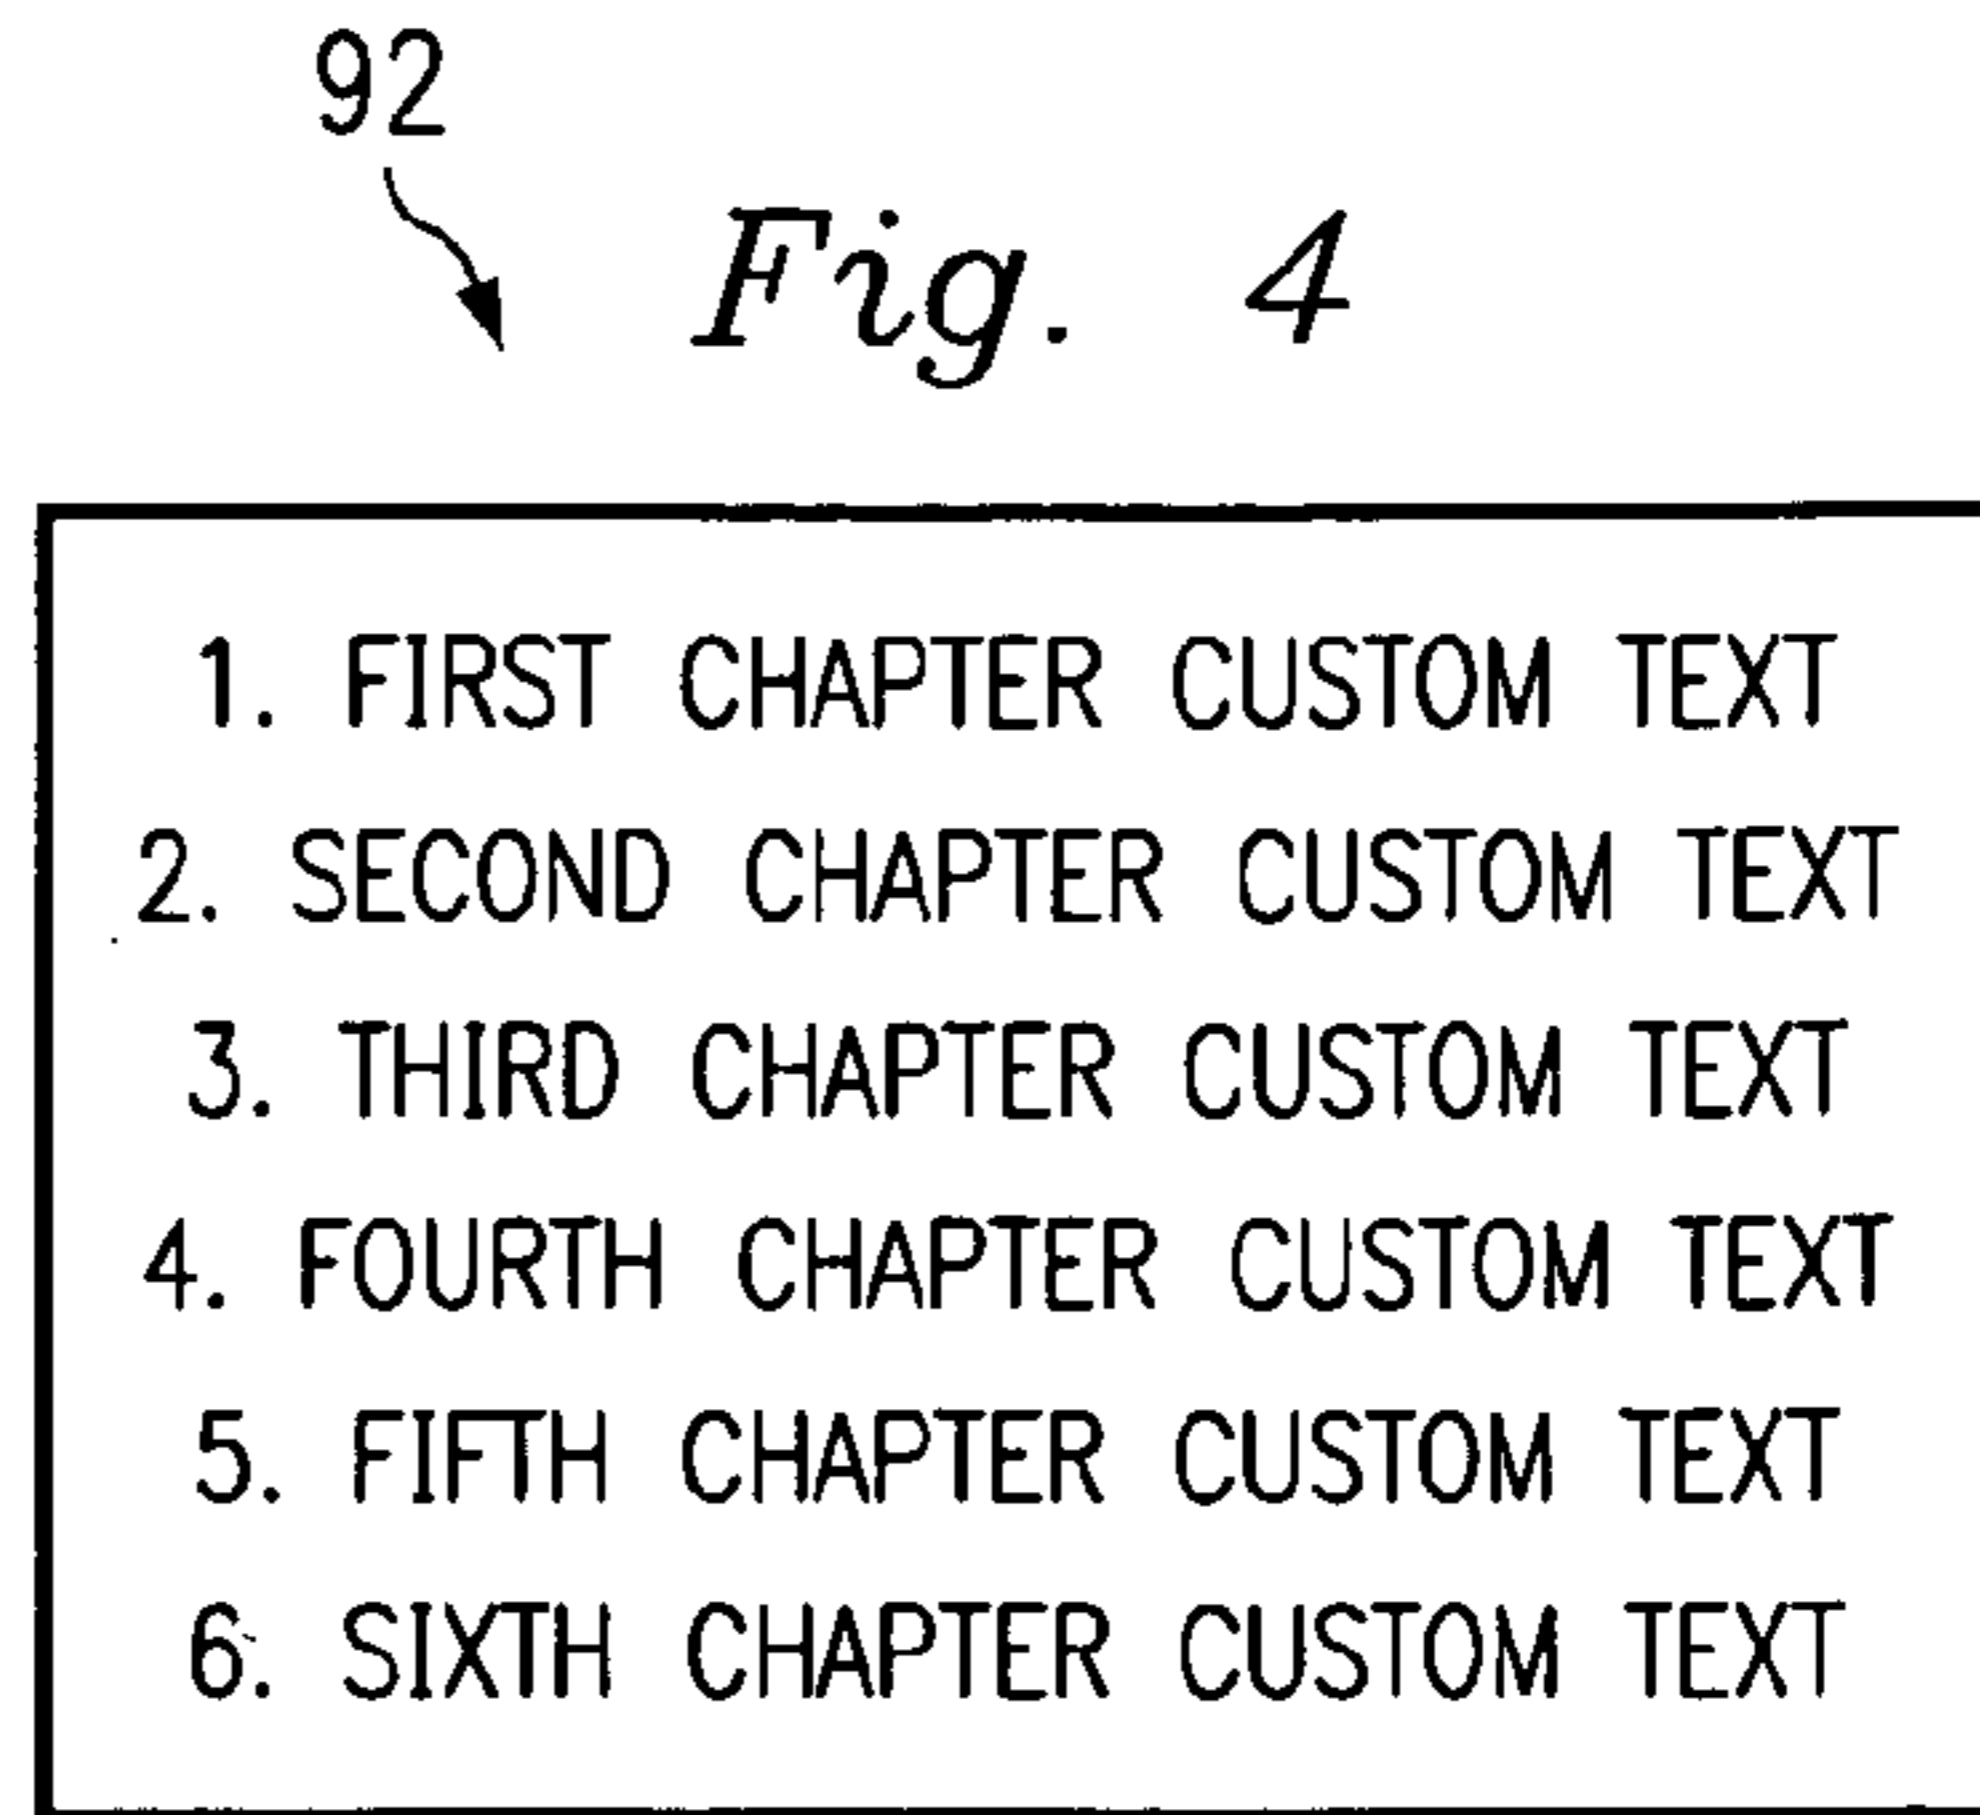 92
Fig. 4
1. FIRST CHAPTER CUSTOM TEXT
2. SECOND CHAPTER CUSTOM TEXT
3. THIRD CHAPTER CUSTOM TEXT
4. FOURTH CHAPTER CUSTOM TEXT
5. FIFTH CHAPTER CUSTOM TEXT
6. SIXTH CHAPTER CUSTOM TEXT